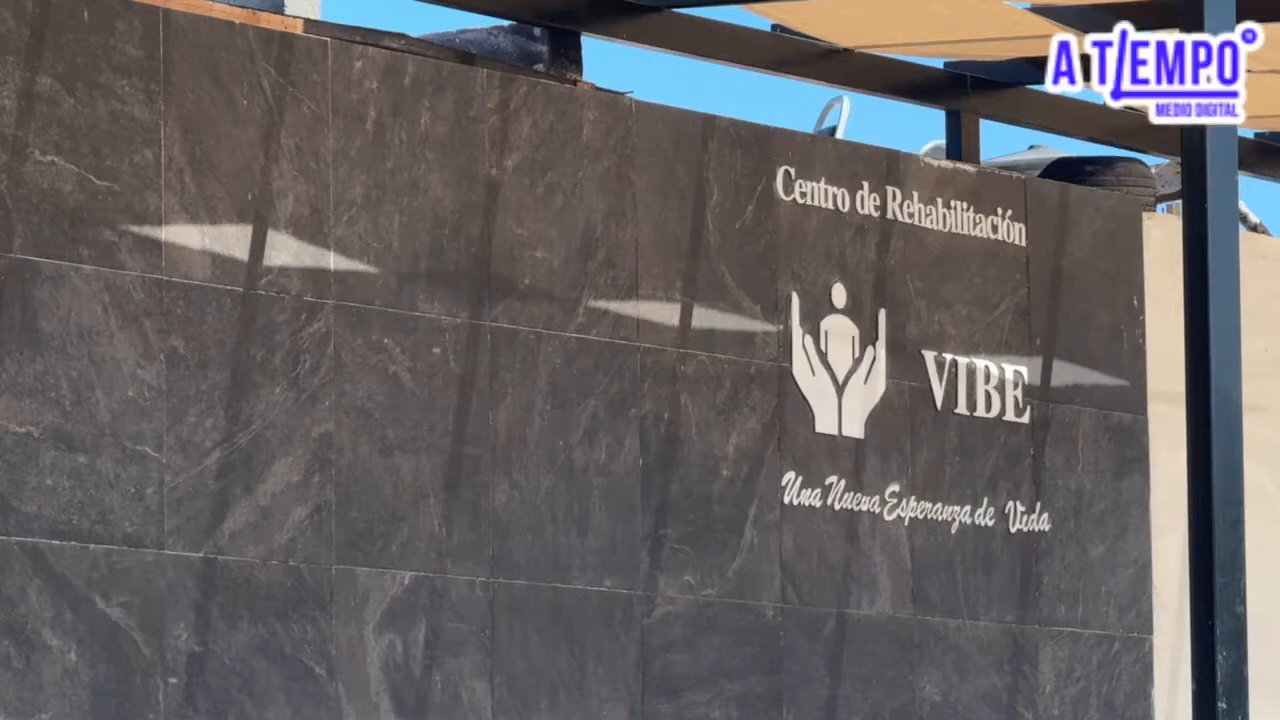 A TIEMPO
MEDIO DIGITAL
Centro de Rehabilitación
VIBE
Una Nueva Esperanza de Vida